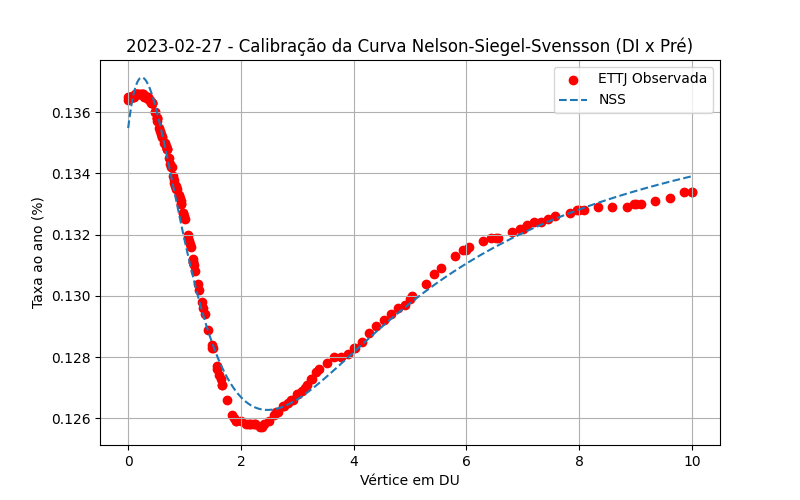 2023-02-27 - Calibração da Curva Nelson-Siegel-Svensson (DI x Pré)
ETTJ Observada
NSS
Taxa ao ano (%)
0.136
0.134
0.132
0.130
0.128
0.126
0 2 4 6 8 10
Vértice em DU